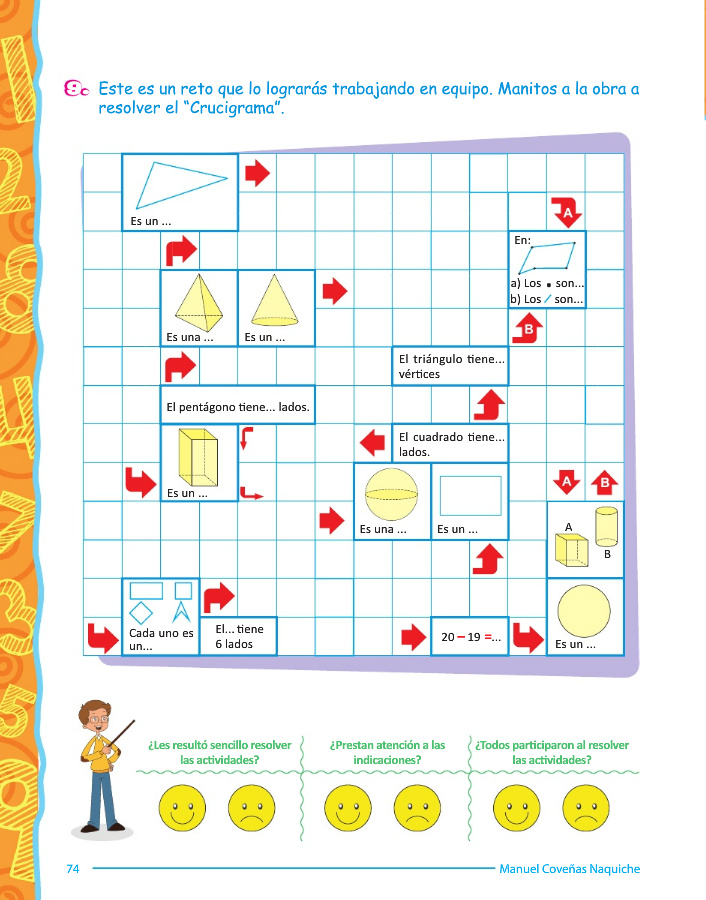 8.
Este es un reto que lo lograrás trabajando en equipo. Manitos a la obra a
resolver el “Crucigrama”.
Es un ...
A
En:
a) Los • son...
b) Los / son...
Es una ...
Es un ...
B
El triángulo tiene...
vértices
El pentágono tiene... lados.
El cuadrado tiene...
lados.
Es un ...
A
B
Es una ...
Es un ...
A
B
Cada uno es
un...
El... tiene
6 lados
20 – 19 =...
Es un ...
¿Les resultó sencillo resolver
las actividades?
¿Prestan atención a las
indicaciones?
¿Todos participaron al resolver
las actividades?
74
Manuel Coveñas Naquiche